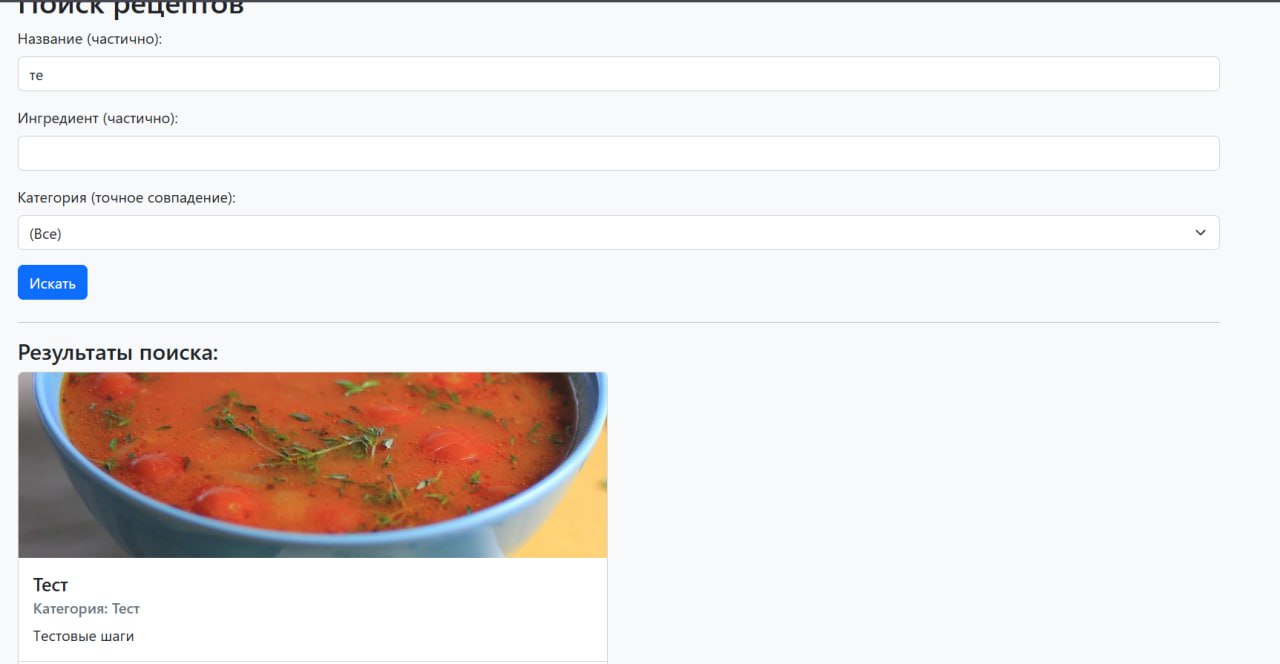 Поиск рецептов
Название (частично):
те
Ингредиент (частично):
Категория (точное совпадение):
(Все)
Искать
Результаты поиска:
Тест
Категория: Тест
Тестовые шаги